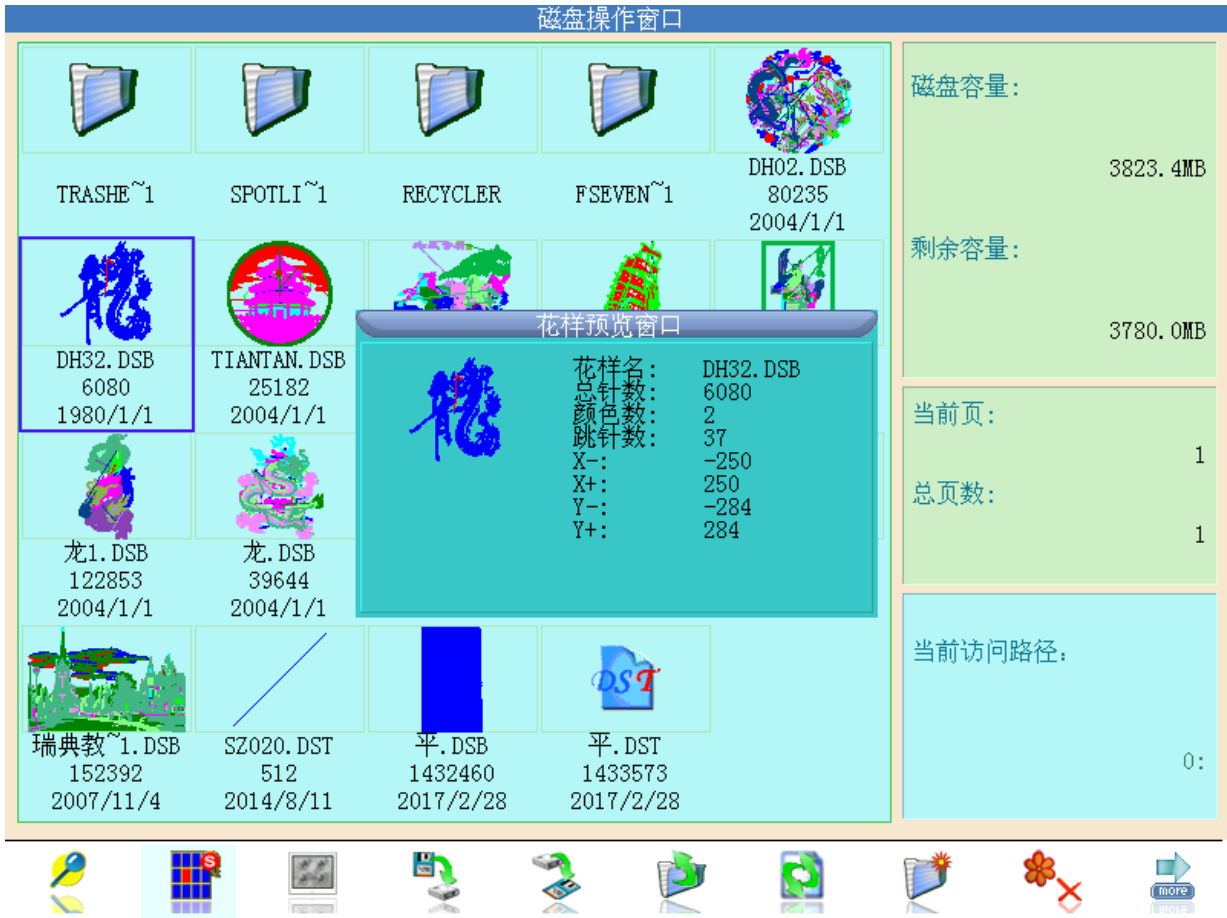 磁盘操作窗口
TRASHE~1
SPOTLI~1
RECYCLER
FSEVEN~1
DH02.DSB
80235
2004/1/1
DH32.DSB
6080
1980/1/1
TIANTAN.DSB
25182
2004/1/1
花样预览窗口
花样名: DH32.DSB
总针数: 6080
颜色数: 2
跳针数: 37
X-: -250
X+: 250
Y-: -284
Y+: 284
龙1.DSB
122853
2004/1/1
龙.DSB
39644
2004/1/1
瑞典教~1.DSB
152392
2007/11/4
SZ020.DST
512
2014/8/11
平.DSB
1432460
2017/2/28
DST
平.DST
1433573
2017/2/28
磁盘容量:
3823.4MB
剩余容量:
3780.0MB
当前页:
1
总页数:
1
当前访问路径:
0:
S
more